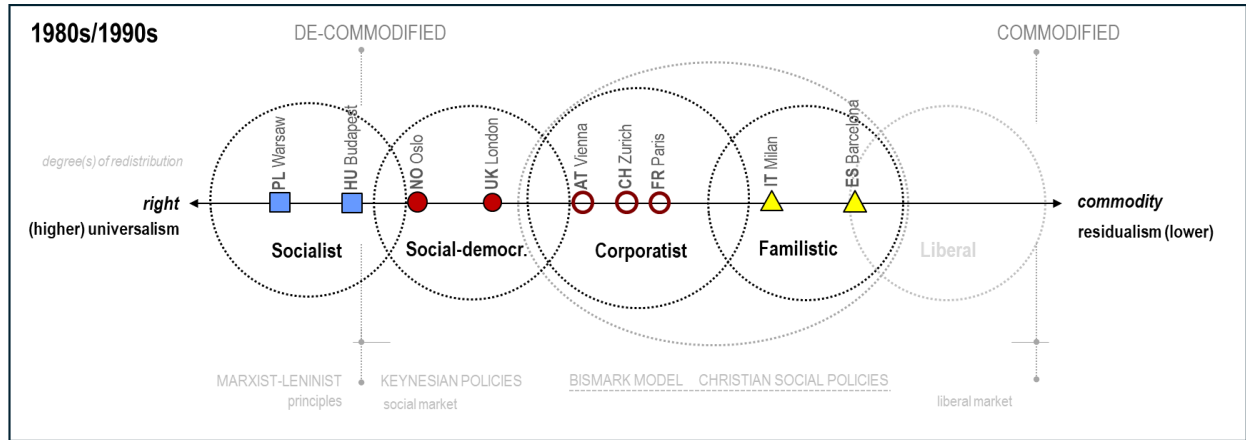 1980s/1990s
DE-COMMODIFIED
COMMODIFIED
degree(s) of redistribution
PL Warsaw
HU Budapest
NO Oslo
UK London
AT Vienna
CH Zurich
FR Paris
IT Milan
ES Barcelona
right
(higher) universalism
commodity
residualism (lower)
Socialist
Social-democr.
Corporatist
Familistic
Liberal
MARXIST-LENINIST
principles
KEYNESIAN POLICIES
social market
BISMARK MODEL
CHRISTIAN SOCIAL POLICIES
liberal market